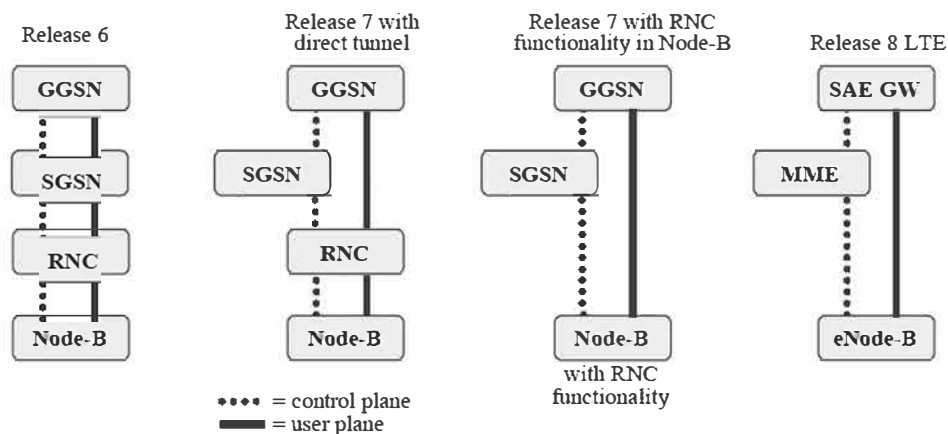 Release 6
GGSN
SGSN
RNC
Node-B
Release 7 with
direct tunnel
GGSN
SGSN
RNC
Node-B
Release 7 with RNC
functionality in Node-B
GGSN
SGSN
Node-B
with RNC
functionality
Release 8 LTE
SAE GW
MME
eNode-B
= control plane
= user plane